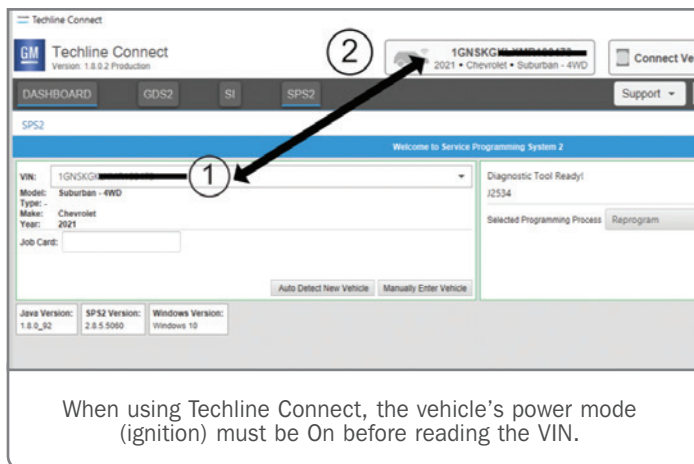 Techline Connect
GM
Techline Connect
Version: 1.8.0.2 Production
2
1GNSKG
2021 • Chevrolet • Suburban - 4WD
Connect Ve
DASHBOARD GDS2 SI SPS2
Support
SPS2
Welcome to Service Programming System 2
VIN: 1GNSKGK
1
Model: Suburban - 4WD
Type: -
Make: Chevrolet
Year: 2021
Job Card:
Auto Detect New Vehicle Manually Enter Vehicle
Diagnostic Tool Ready!
J2534
Selected Programming Process Reprogram
Java Version: SPS2 Version: Windows Version:
1.8.0_92 2.8.5.5060 Windows 10
When using Techline Connect, the vehicle’s power mode
(ignition) must be On before reading the VIN.